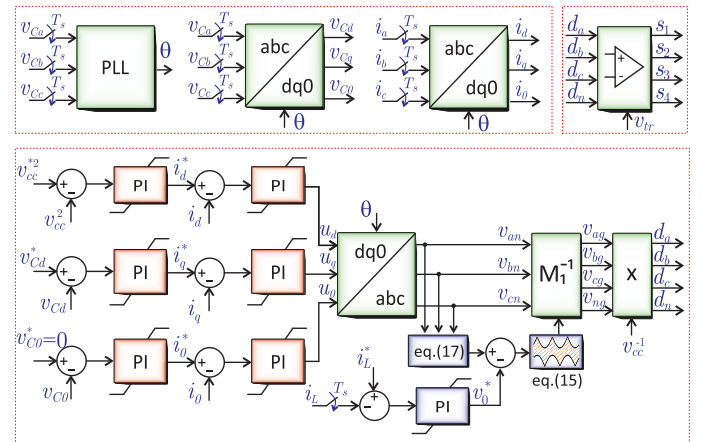 v_Ca T_s
v_Cb T_s
v_Cc T_s
PLL
θ
v_Ca T_s
v_Cb T_s
v_Cc T_s
abc
dq0
v_Cd
v_Cq
v_C0
θ
i_a T_s
i_b T_s
i_c T_s
abc
dq0
i_d
i_q
i_0
θ
d_a
d_b
d_c
d_n
+
-
s_1
s_2
s_3
s_4
v_tr
v_cc^*2
+
-
v_cc^2
PI
i_d^*
+
-
i_d
PI
u_d
v_Cd^*
+
-
v_Cd
PI
i_q^*
+
-
i_q
PI
u_q
v_C0^*=0
+
-
v_C0
PI
i_0^*
+
-
i_0
PI
u_0
θ
dq0
abc
v_an
v_bn
v_cn
M_1^-1
v_ag
v_bg
v_cg
v_ng
x
d_a
d_b
d_c
d_n
v_cc^-1
eq.(17)
+
-
eq.(15)
i_L^*
i_L T_s
+
-
PI
v_0^*